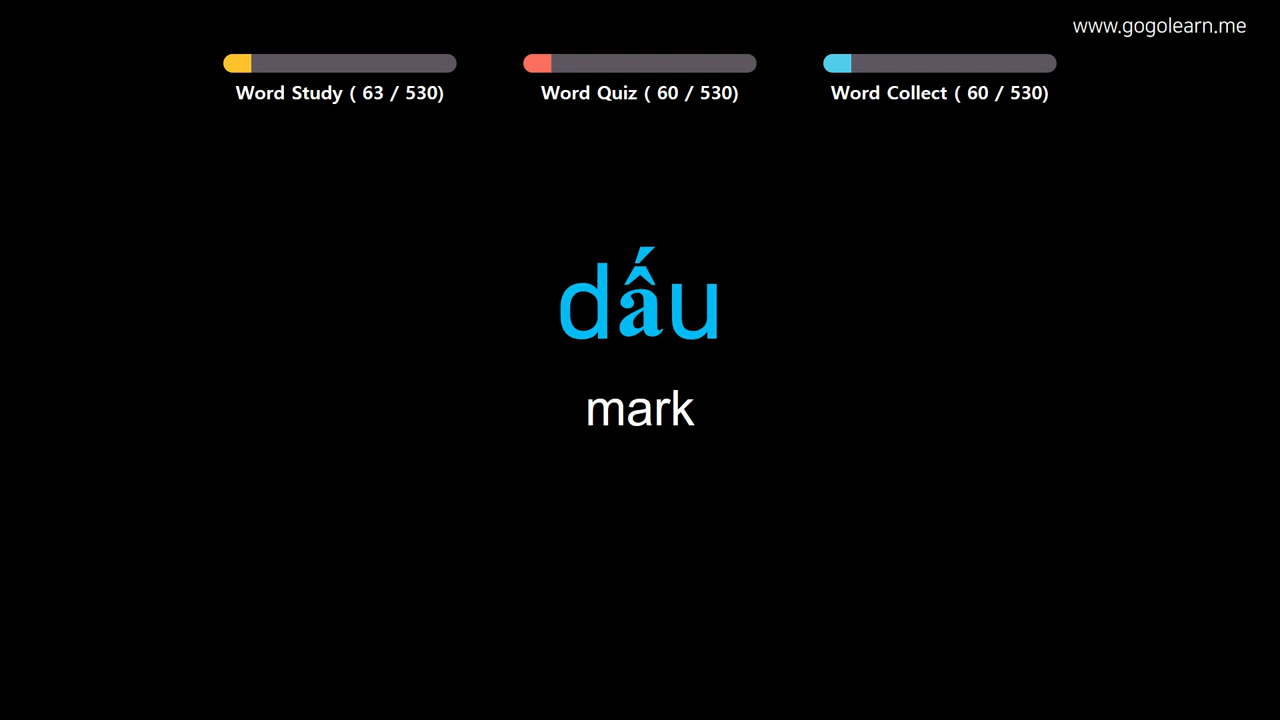 www.gogolearn.me
Word Study ( 63 / 530)
Word Quiz ( 60 / 530)
Word Collect ( 60 / 530)
dấu
mark